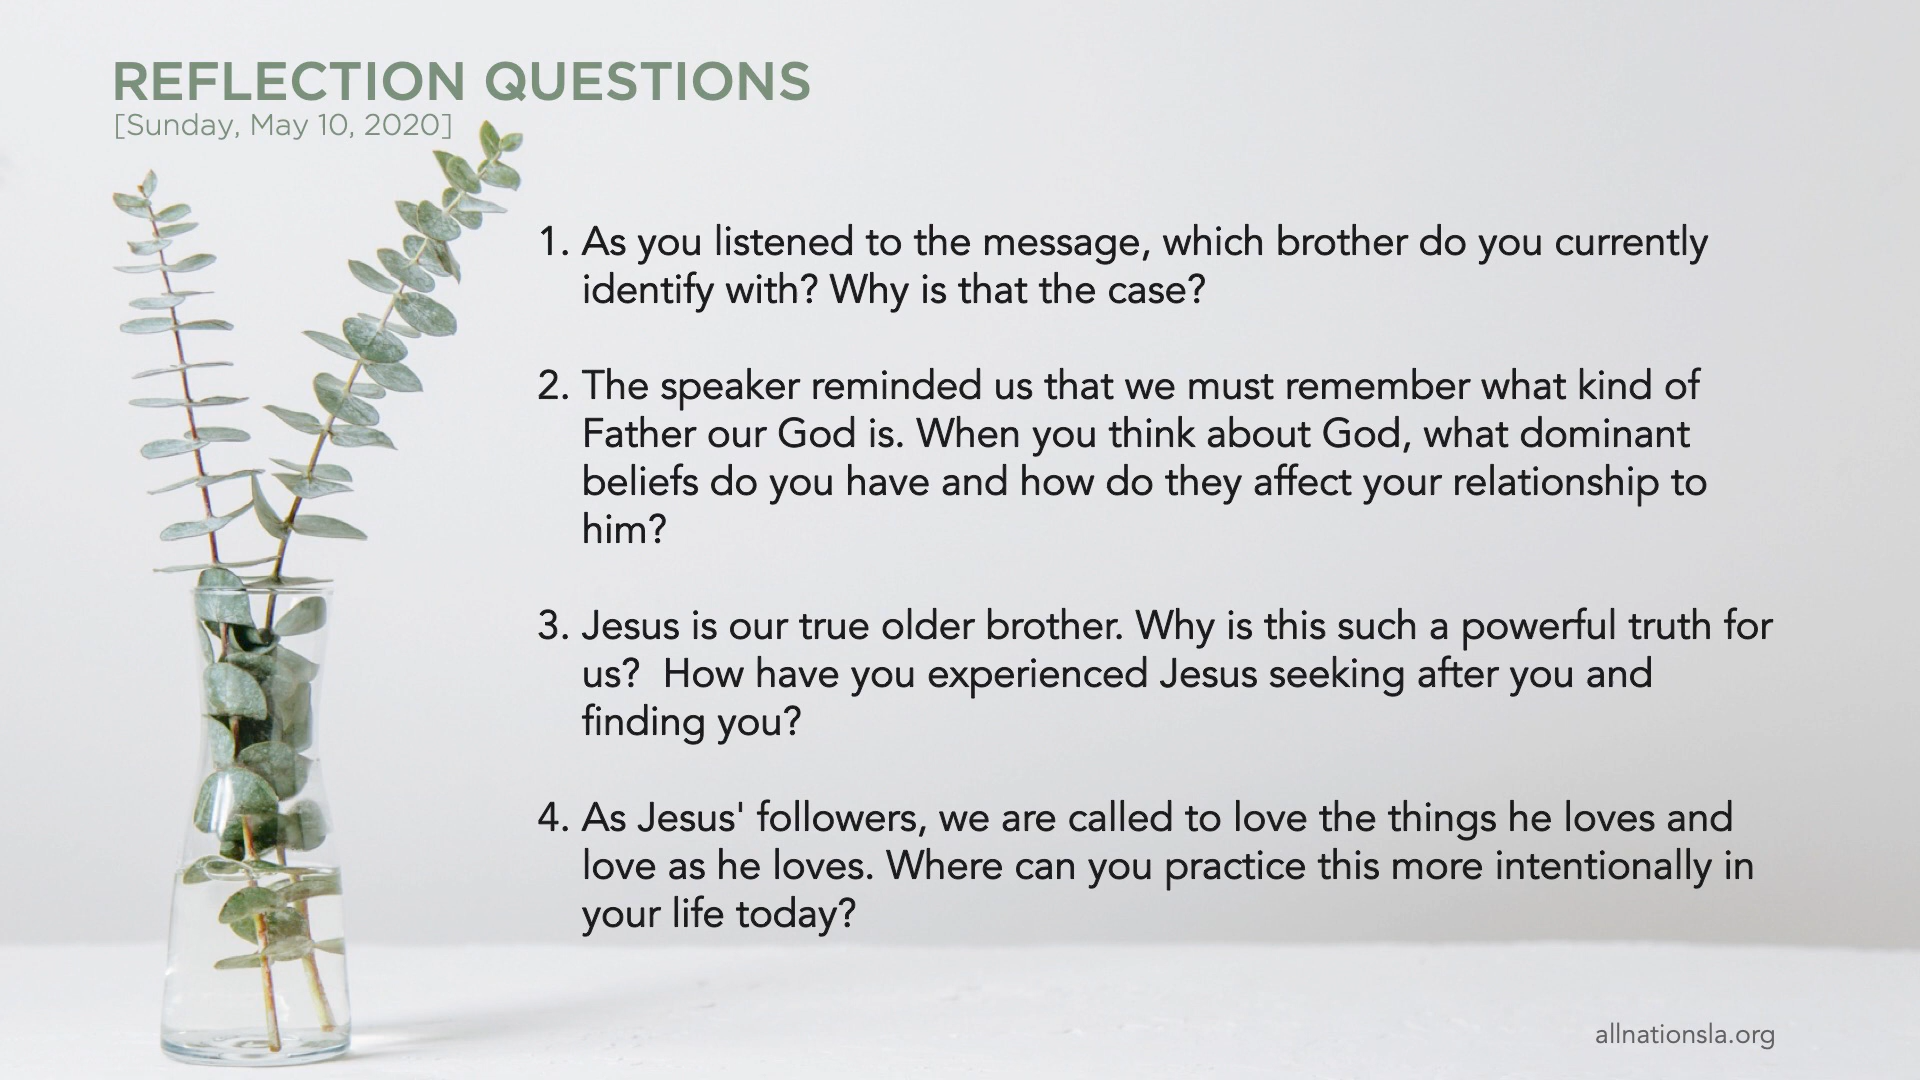 REFLECTION QUESTIONS
[Sunday, May 10, 2020]
1. As you listened to the message, which brother do you currently
identify with? Why is that the case?
2. The speaker reminded us that we must remember what kind of
Father our God is. When you think about God, what dominant
beliefs do you have and how do they affect your relationship to
him?
3. Jesus is our true older brother. Why is this such a powerful truth for
us?  How have you experienced Jesus seeking after you and
finding you?
4. As Jesus' followers, we are called to love the things he loves and
love as he loves. Where can you practice this more intentionally in
your life today?
allnationsla.org